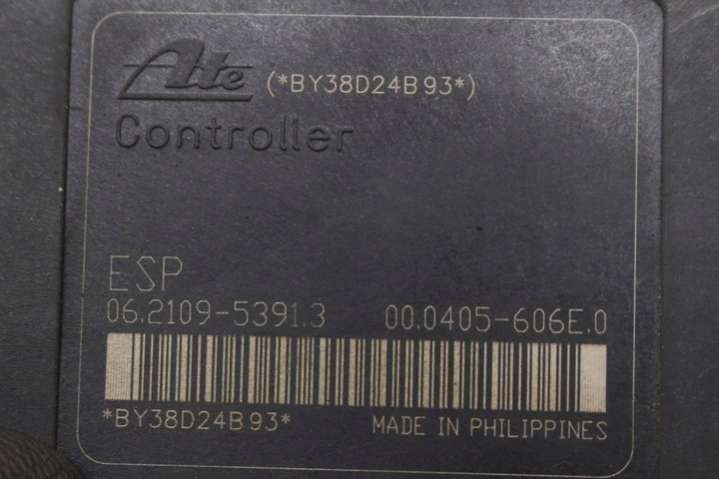 Ate (*BY38D24B93*)
Controller
ESP
06.2109-5391.3 00.0405-606E.0
*BY38D24B93* MADE IN PHILIPPINES